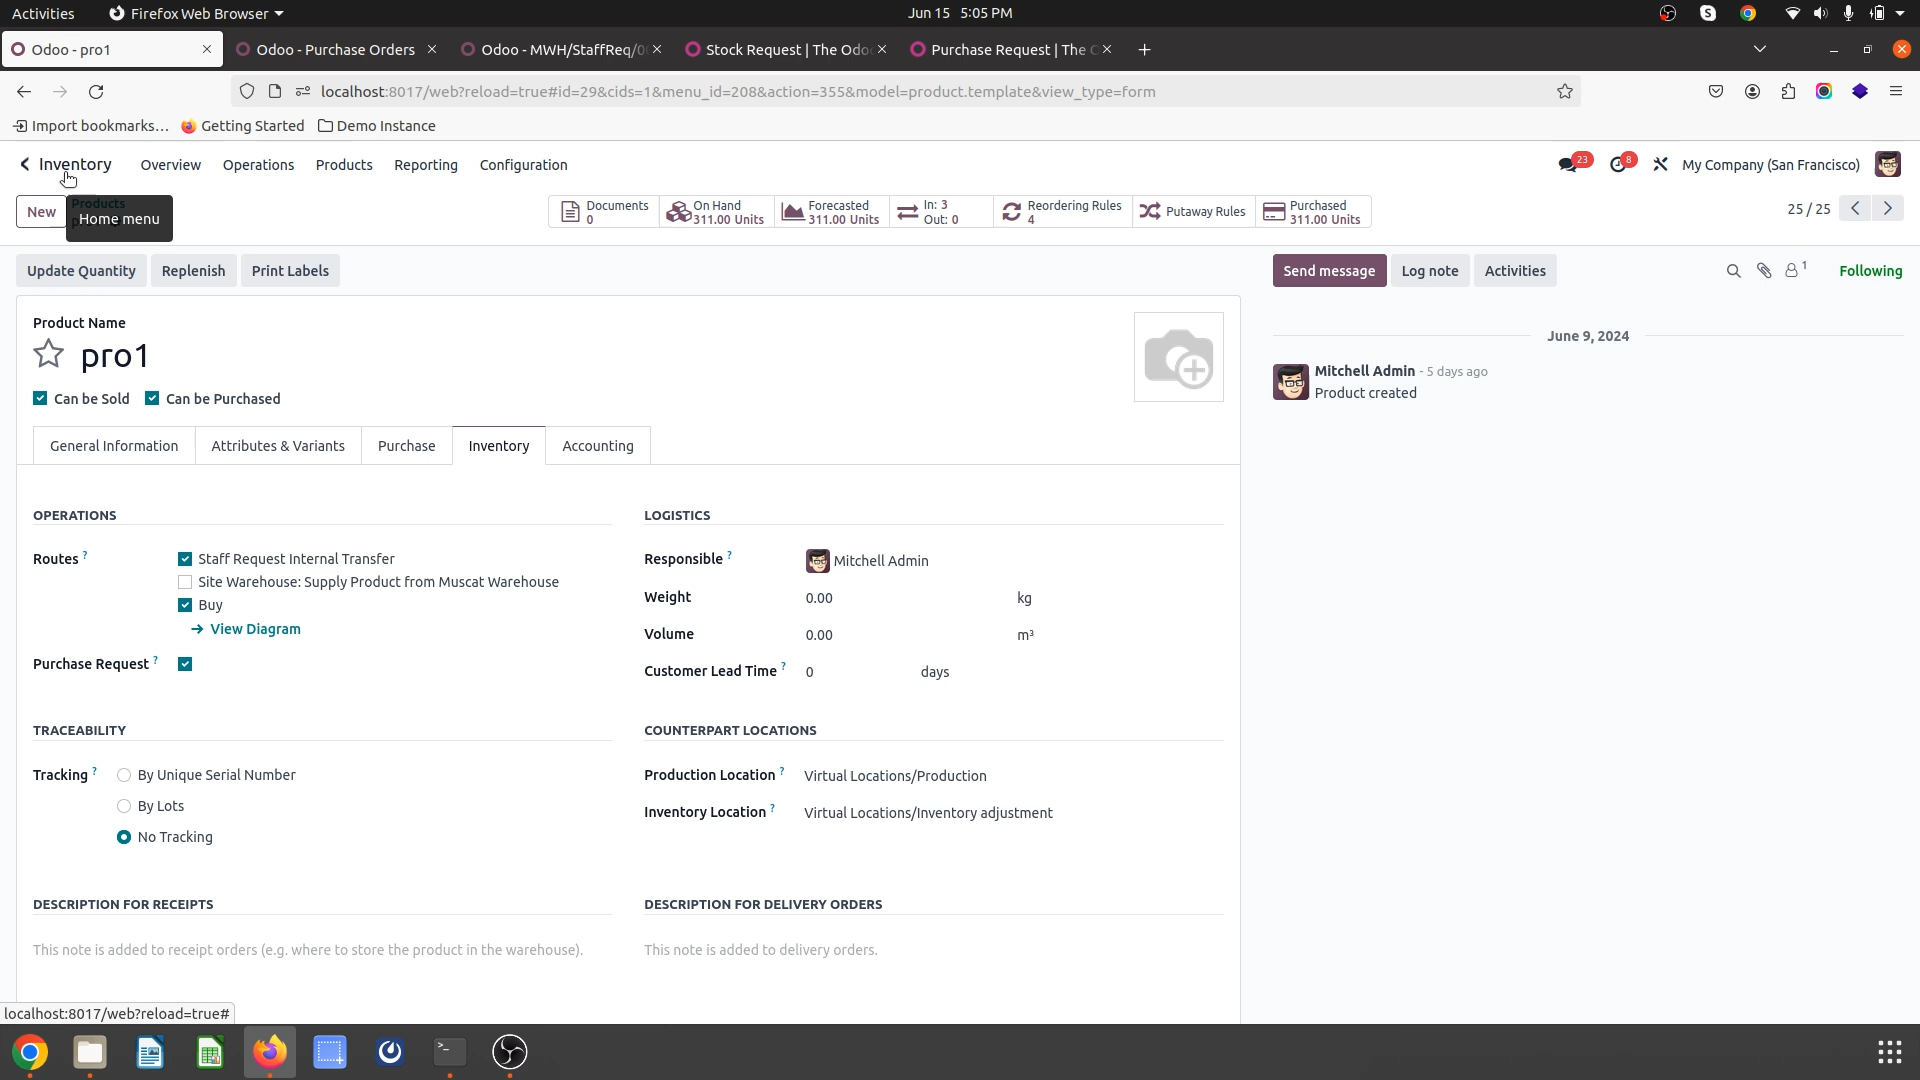 Activities
Firefox Web Browser
Jun 15 5:05 PM
Odoo - pro1
Odoo - Purchase Orders
Odoo - MWH/StaffReq/0
Stock Request | The Odo
Purchase Request | The
localhost:8017/web?reload=true#id=29&cids=1&menu_id=208&action=355&model=product.template&view_type=form
Import bookmarks...
Getting Started
Demo Instance
Inventory
Overview
Operations
Products
Reporting
Configuration
23
8
My Company (San Francisco)
New
Products
Home menu
Documents
0
On Hand
311.00 Units
Forecasted
311.00 Units
In: 3
Out: 0
Reordering Rules
4
Putaway Rules
Purchased
311.00 Units
25 / 25
Update Quantity
Replenish
Print Labels
Send message
Log note
Activities
1
Following
Product Name
pro1
Can be Sold
Can be Purchased
June 9, 2024
Mitchell Admin - 5 days ago
Product created
General Information
Attributes & Variants
Purchase
Inventory
Accounting
OPERATIONS
Routes ?
Staff Request Internal Transfer
Site Warehouse: Supply Product from Muscat Warehouse
Buy
View Diagram
Purchase Request ?
LOGISTICS
Responsible ?
Mitchell Admin
Weight
0.00
kg
Volume
0.00
m³
Customer Lead Time ?
0
days
TRACEABILITY
Tracking ?
By Unique Serial Number
By Lots
No Tracking
COUNTERPART LOCATIONS
Production Location ?
Virtual Locations/Production
Inventory Location ?
Virtual Locations/Inventory adjustment
DESCRIPTION FOR RECEIPTS
This note is added to receipt orders (e.g. where to store the product in the warehouse).
DESCRIPTION FOR DELIVERY ORDERS
This note is added to delivery orders.
localhost:8017/web?reload=true#